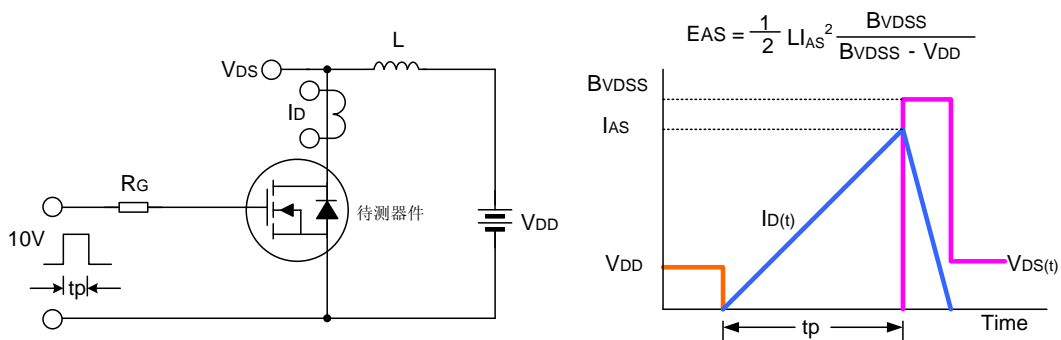 VDS
L
ID
RG
待测器件
VDD
10V
tp
EAS = 1/2 LIAS² BVDSS / BVDSS - VDD
BVDSS
IAS
ID(t)
VDD
VDS(t)
tp
Time